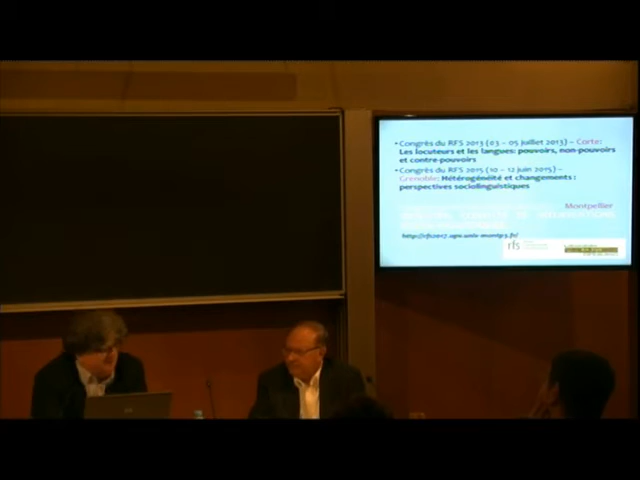 • Congrès du RFS 2013 (03 – 05 juillet 2013) – Corte:
Les locuteurs et les langues: pouvoirs, non-pouvoirs
et contre-pouvoirs
• Congrès du RFS 2015 (10 – 12 juin 2015) –
Grenoble: Hétérogénéité et changements :
perspectives sociolinguistiques
Montpellier
http://rfs2017.upv.univ-montp3.fr/
rfs